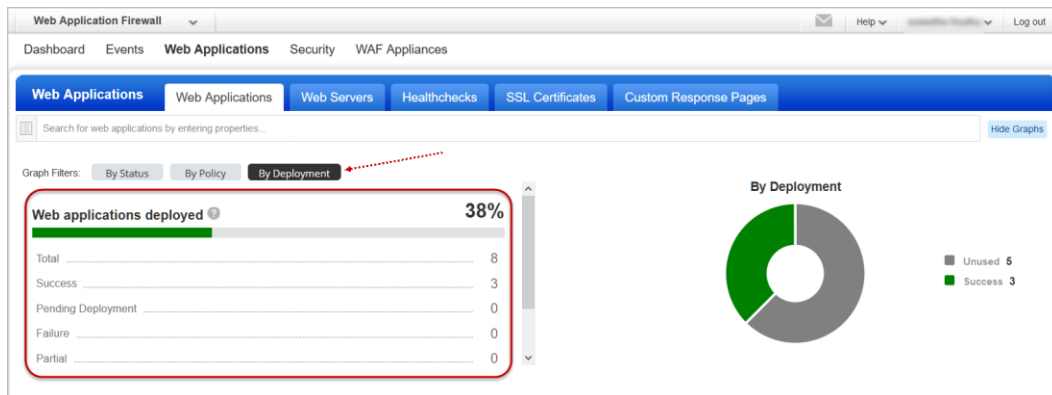 Web Application Firewall Help Log out
Dashboard Events Web Applications Security WAF Appliances
Web Applications Web Applications Web Servers Healthchecks SSL Certificates Custom Response Pages
Search for web applications by entering properties... Hide Graphs
Graph Filters: By Status By Policy By Deployment
By Deployment
Web applications deployed ? 38%
Total 8
Success 3
Pending Deployment 0
Failure 0
Partial 0
Unused 5
Success 3